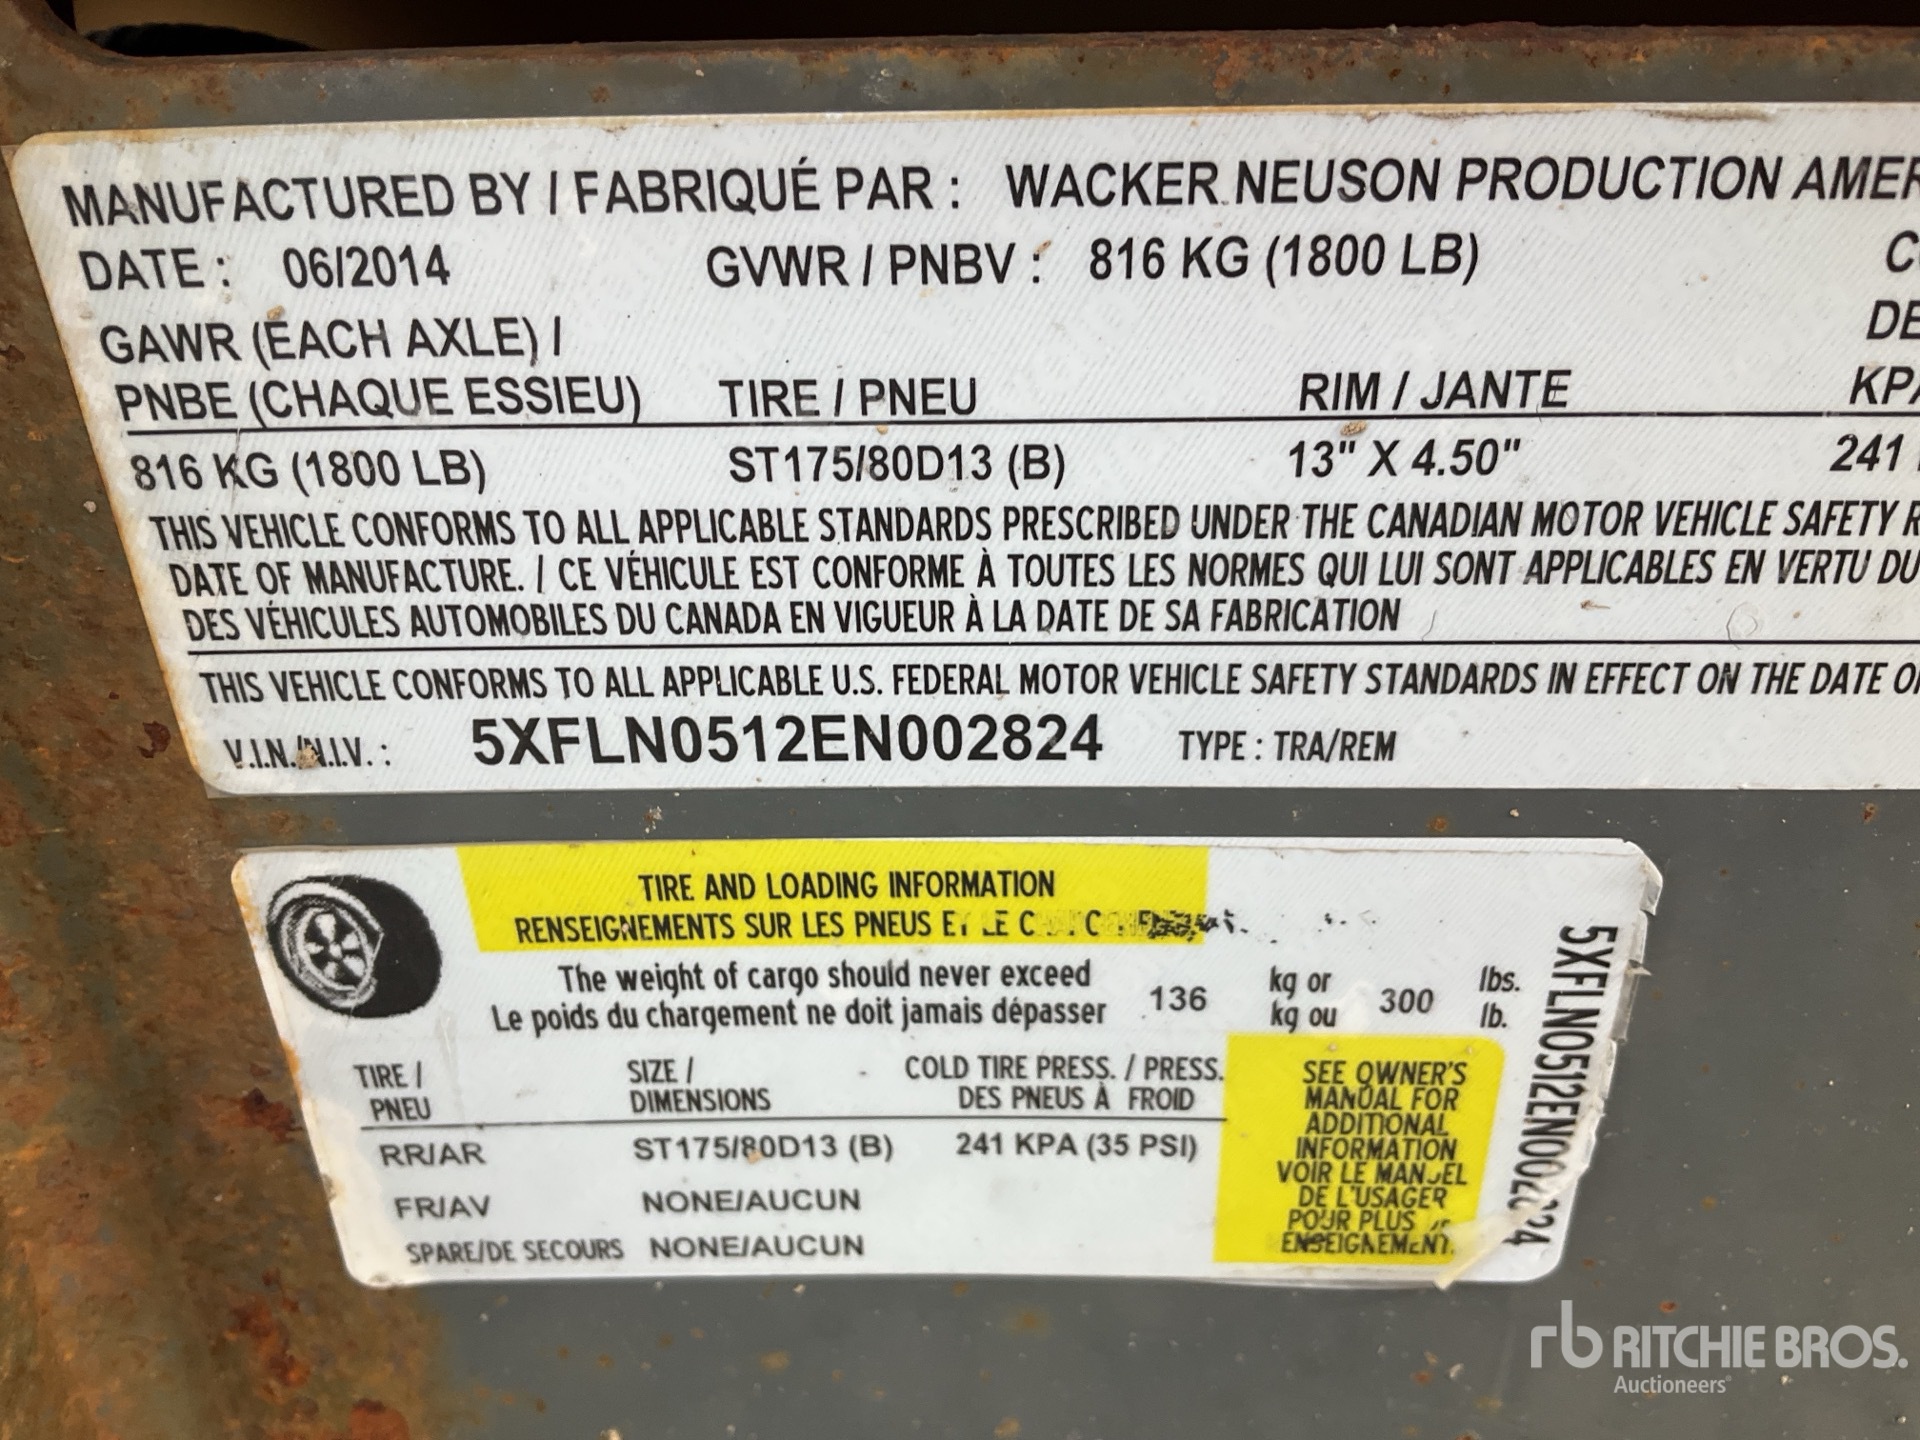 MANUFACTURED BY / FABRIQUÉ PAR : WACKER NEUSON PRODUCTION AMER
DATE : 06/2014 GVWR / PNBV : 816 KG (1800 LB) C
DE
GAWR (EACH AXLE) /
PNBE (CHAQUE ESSIEU) TIRE / PNEU RIM / JANTE KPA
816 KG (1800 LB) ST175/80D13 (B) 13" X 4.50" 241
THIS VEHICLE CONFORMS TO ALL APPLICABLE STANDARDS PRESCRIBED UNDER THE CANADIAN MOTOR VEHICLE SAFETY R
DATE OF MANUFACTURE. / CE VÉHICULE EST CONFORME À TOUTES LES NORMES QUI LUI SONT APPLICABLES EN VERTU DU
DES VÉHICULES AUTOMOBILES DU CANADA EN VIGUEUR À LA DATE DE SA FABRICATION
THIS VEHICLE CONFORMS TO ALL APPLICABLE U.S. FEDERAL MOTOR VEHICLE SAFETY STANDARDS IN EFFECT ON THE DATE O
V.I.N./N.I.V. : 5XFLN0512EN002824 TYPE : TRA/REM
TIRE AND LOADING INFORMATION
RENSEIGNEMENTS SUR LES PNEUS ET LE C
The weight of cargo should never exceed 136 kg or 300 lbs.
Le poids du chargement ne doit jamais dépasser kg ou lb.
TIRE / SIZE / COLD TIRE PRESS. / PRESS.
PNEU DIMENSIONS DES PNEUS À FROID
RR/AR ST175/80D13 (B) 241 KPA (35 PSI)
FR/AV NONE/AUCUN
SPARE/DE SECOURS NONE/AUCUN
SEE OWNER'S
MANUAL FOR
ADDITIONAL
INFORMATION
VOIR LE MANUEL
DE L'USAGER
POUR PLUS
ENSEIGNEMENT.
5XFLN0512EN002824
rb RITCHIE BROS.
Auctioneers